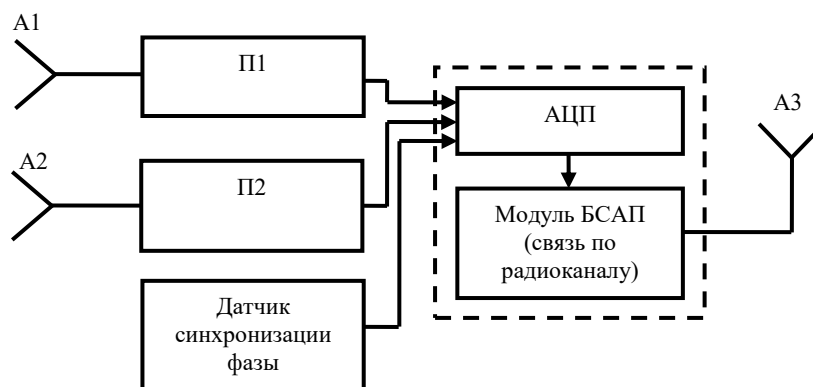 А1
П1
А2
П2
Датчик
синхронизации
фазы
АЦП
Модуль БСАП
(связь по
радиоканалу)
А3